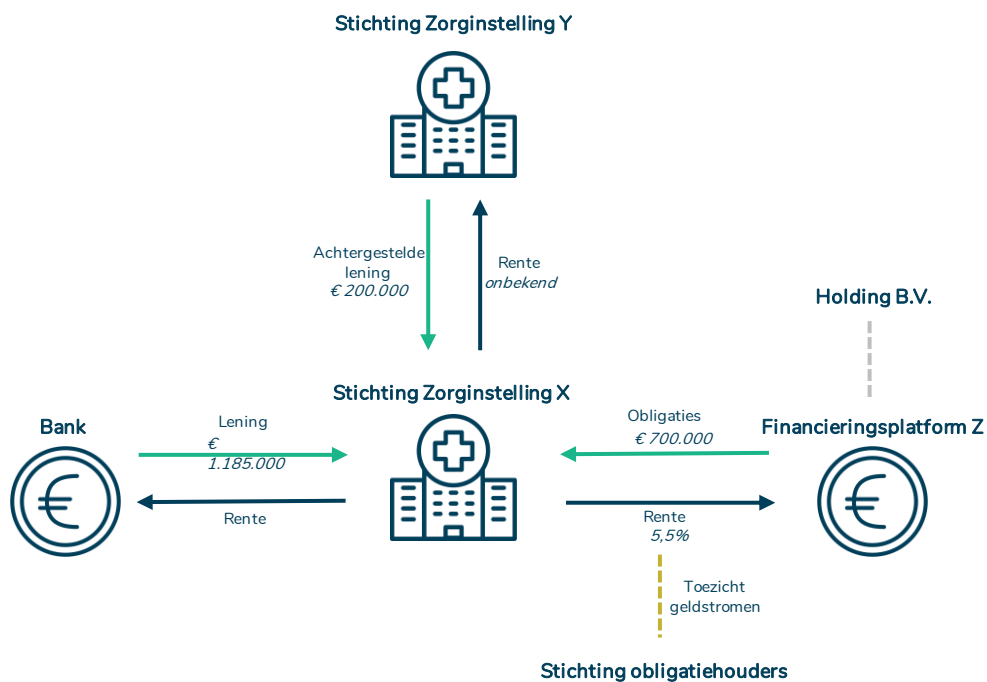 Stichting Zorginstelling Y
Achtergestelde
lening
€ 200.000
Rente
onbekend
Holding B.V.
Stichting Zorginstelling X
Bank
Lening
€
1.185.000
Rente
Obligaties
€ 700.000
Financieringsplatform Z
Rente
5,5%
Toezicht
geldstromen
Stichting obligatiehouders